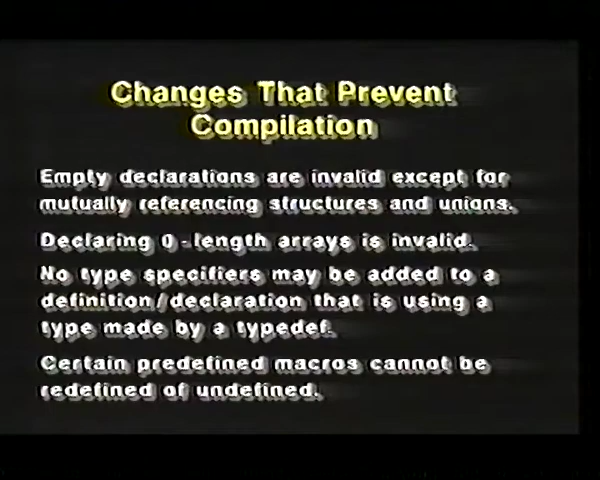 Changes That Prevent
Compilation
Empty declarations are invalid except for
mutually referencing structures and unions.
Declaring 0-length arrays is invalid.
No type specifiers may be added to a
definition/declaration that is using a
type made by a typedef.
Certain predefined macros cannot be
redefined of undefined.